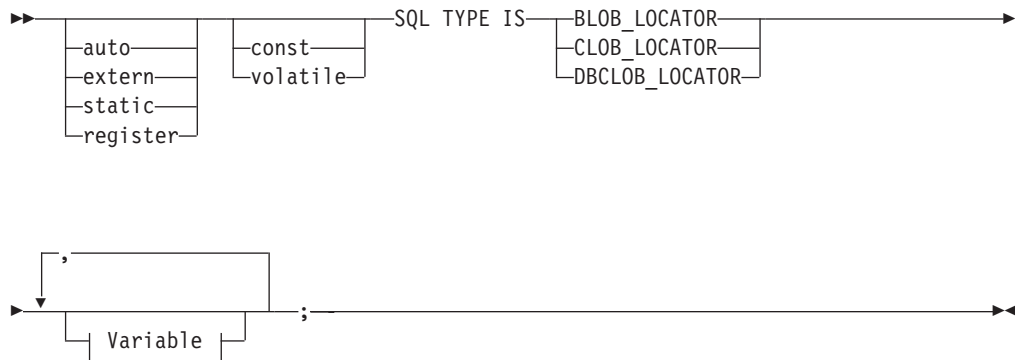 SQL TYPE IS BLOB_LOCATOR
auto const CLOB_LOCATOR
extern volatile DBCLOB_LOCATOR
static
register
,
;
Variable